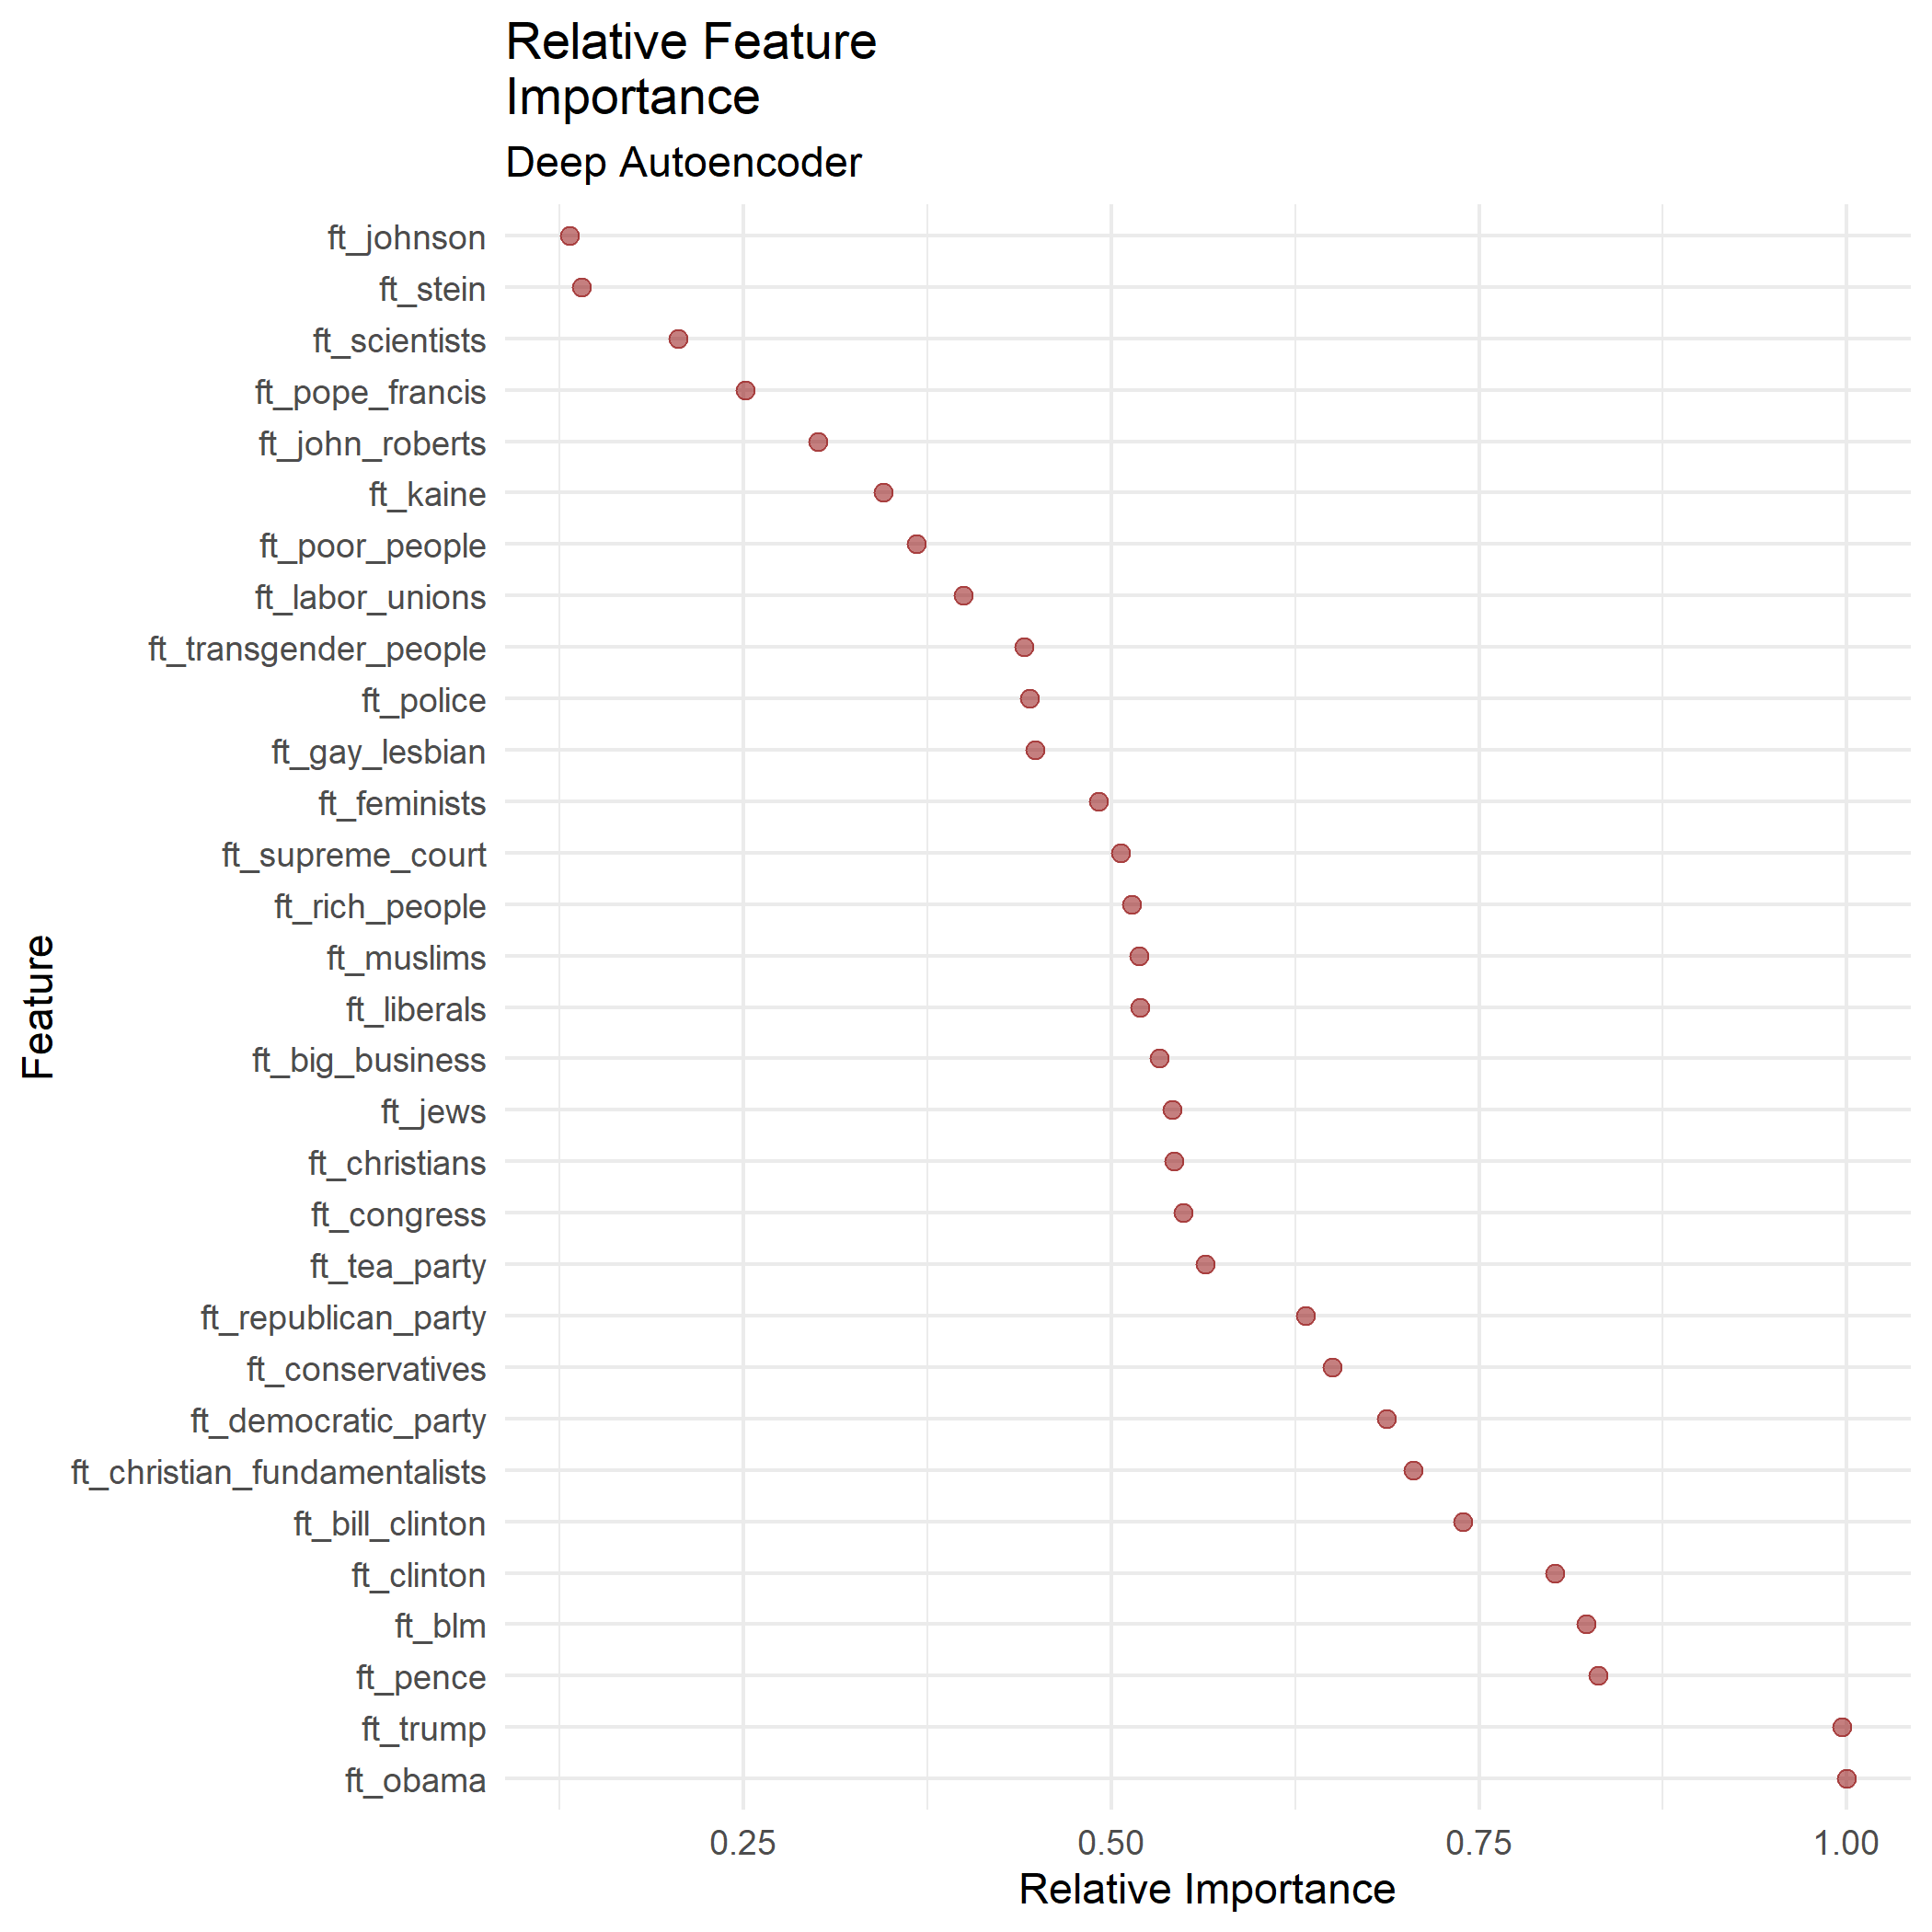 Relative Feature
Importance
Deep Autoencoder
ft_johnson
ft_stein
ft_scientists
ft_pope_francis
ft_john_roberts
ft_kaine
ft_poor_people
ft_labor_unions
ft_transgender_people
ft_police
ft_gay_lesbian
ft_feminists
ft_supreme_court
ft_rich_people
ft_muslims
ft_liberals
ft_big_business
ft_jews
ft_christians
ft_congress
ft_tea_party
ft_republican_party
ft_conservatives
ft_democratic_party
ft_christian_fundamentalists
ft_bill_clinton
ft_clinton
ft_blm
ft_pence
ft_trump
ft_obama
Feature
0.25 0.50 0.75 1.00
Relative Importance